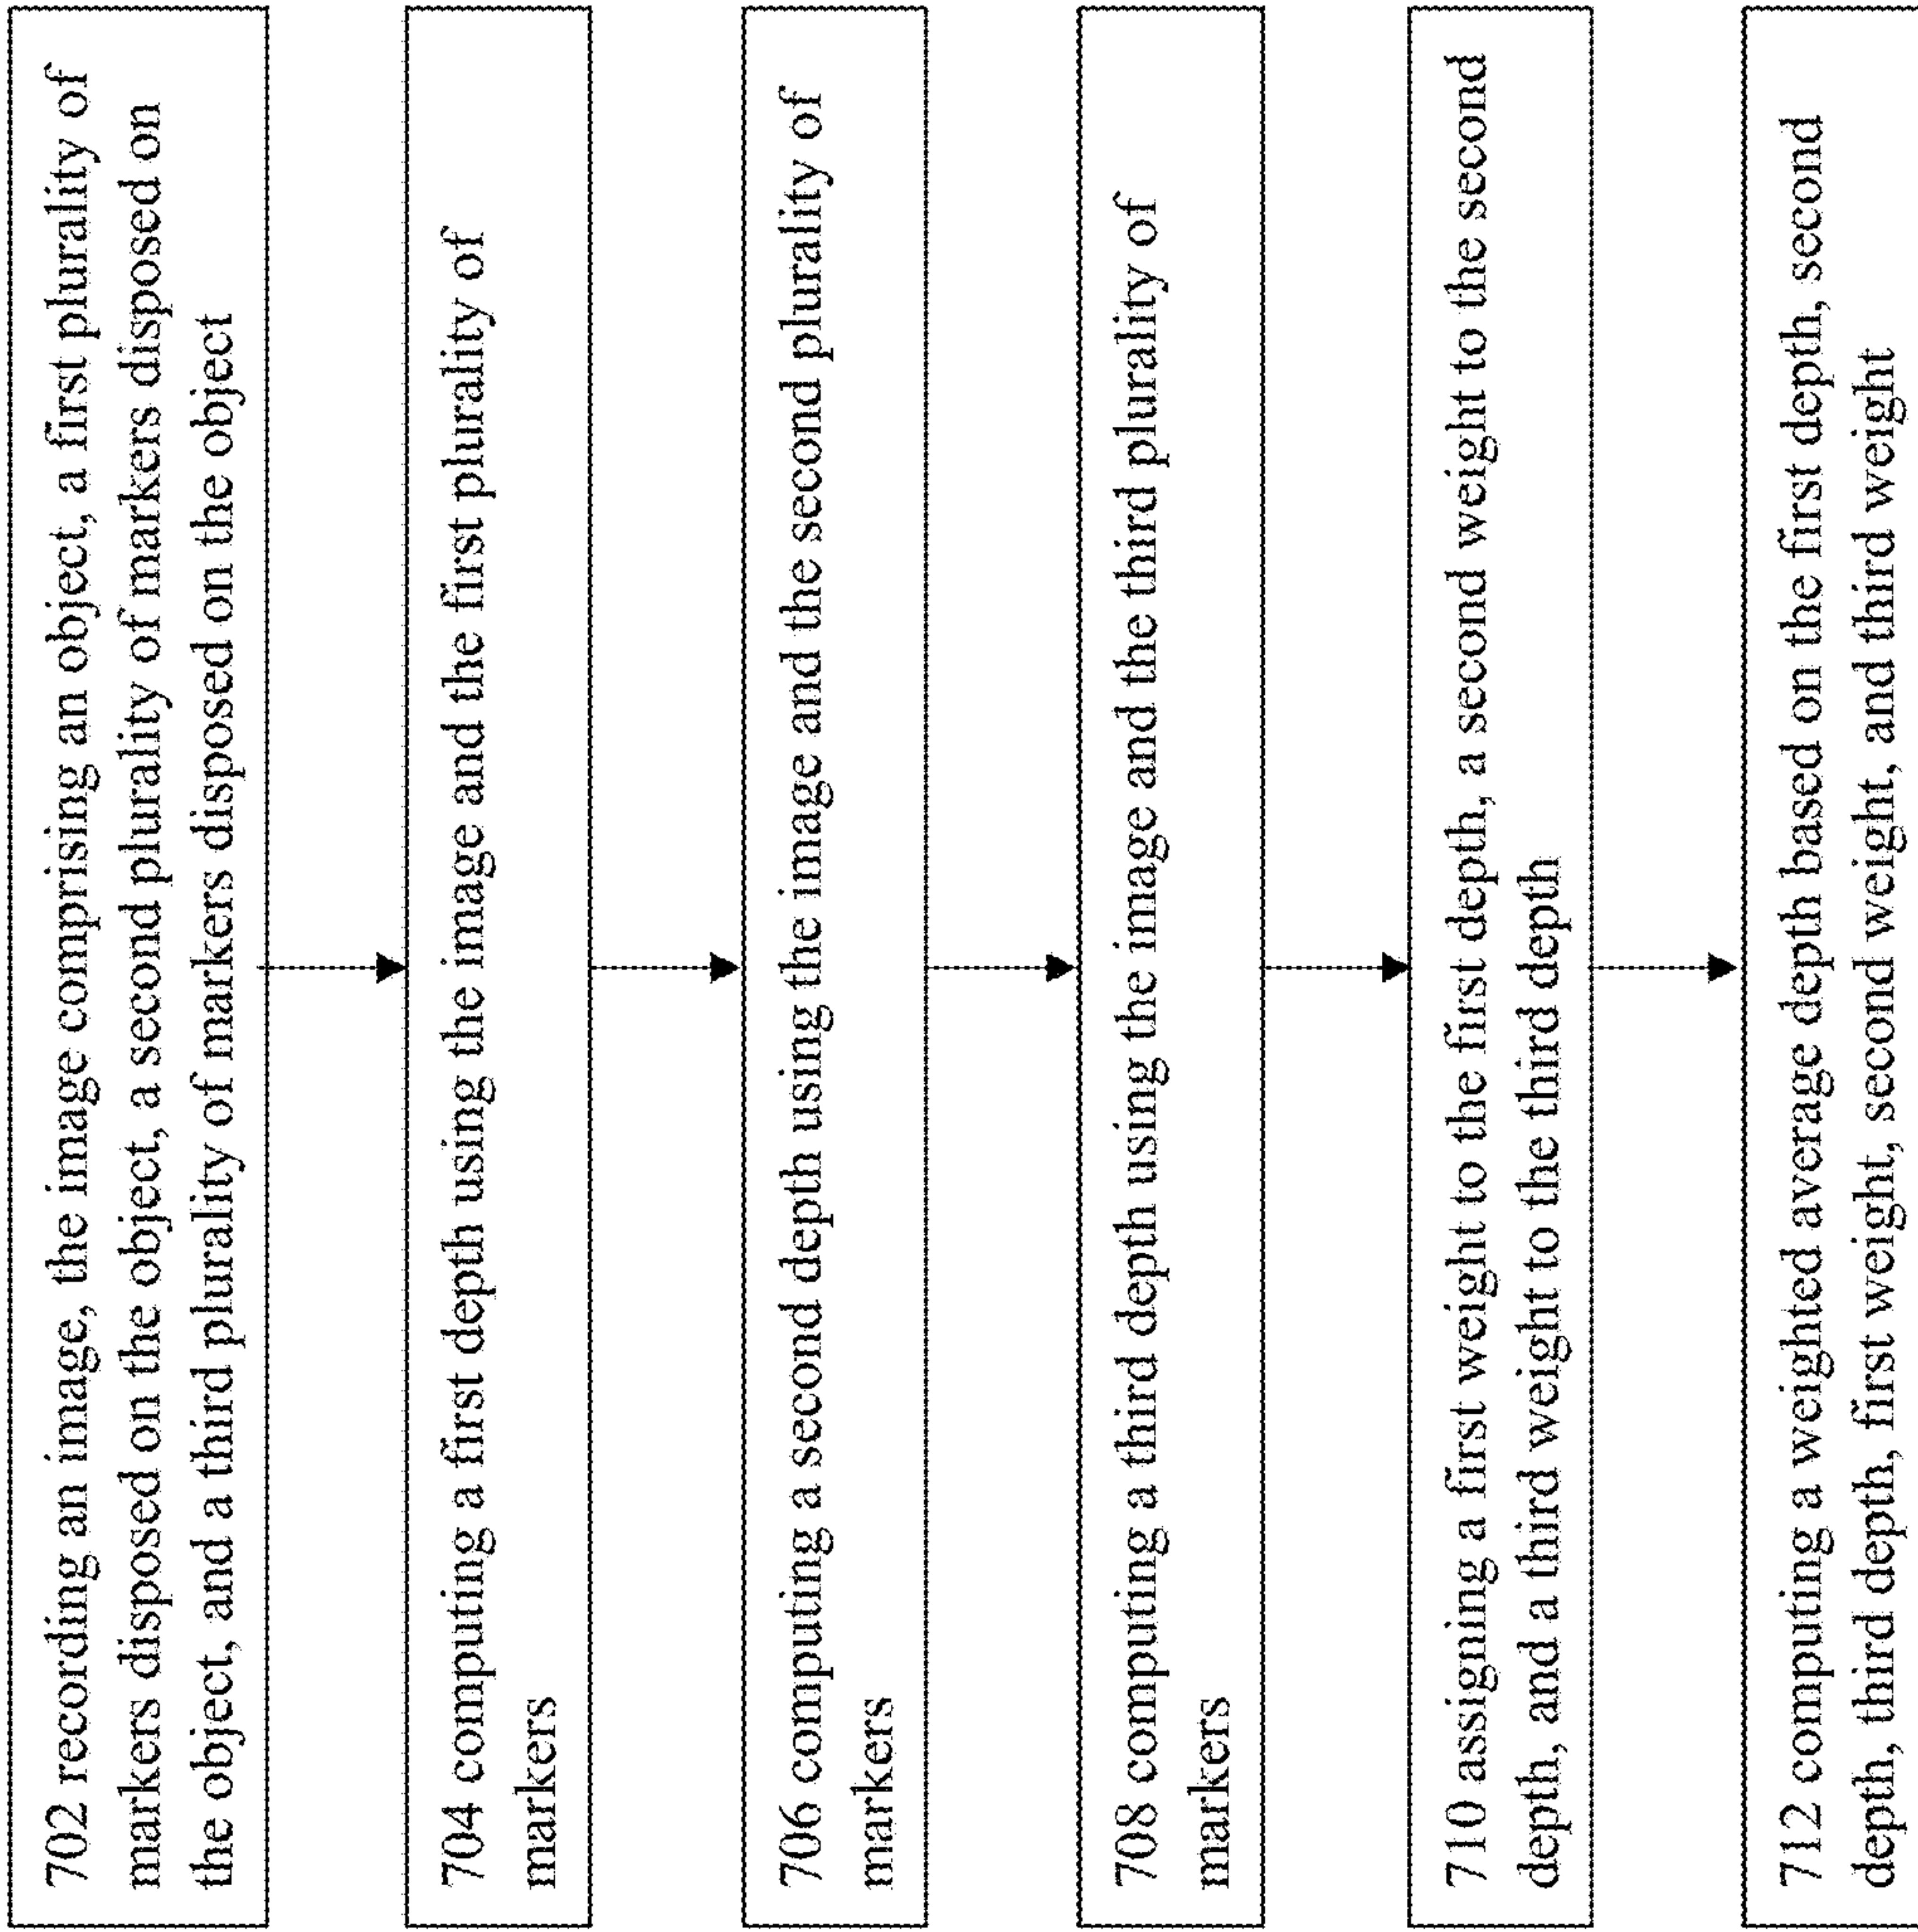 702 recording an image, the image comprising an object, a first plurality of
markers disposed on the object, a second plurality of markers disposed on
the object, and a third plurality of markers disposed on the object
704 computing a first depth using the image and the first plurality of
markers
706 computing a second depth using the image and the second plurality of
markers
708 computing a third depth using the image and the third plurality of
markers
710 assigning a first weight to the first depth, a second weight to the second
depth, and a third weight to the third depth
712 computing a weighted average depth based on the first depth, second
depth, third depth, first weight, second weight, and third weight